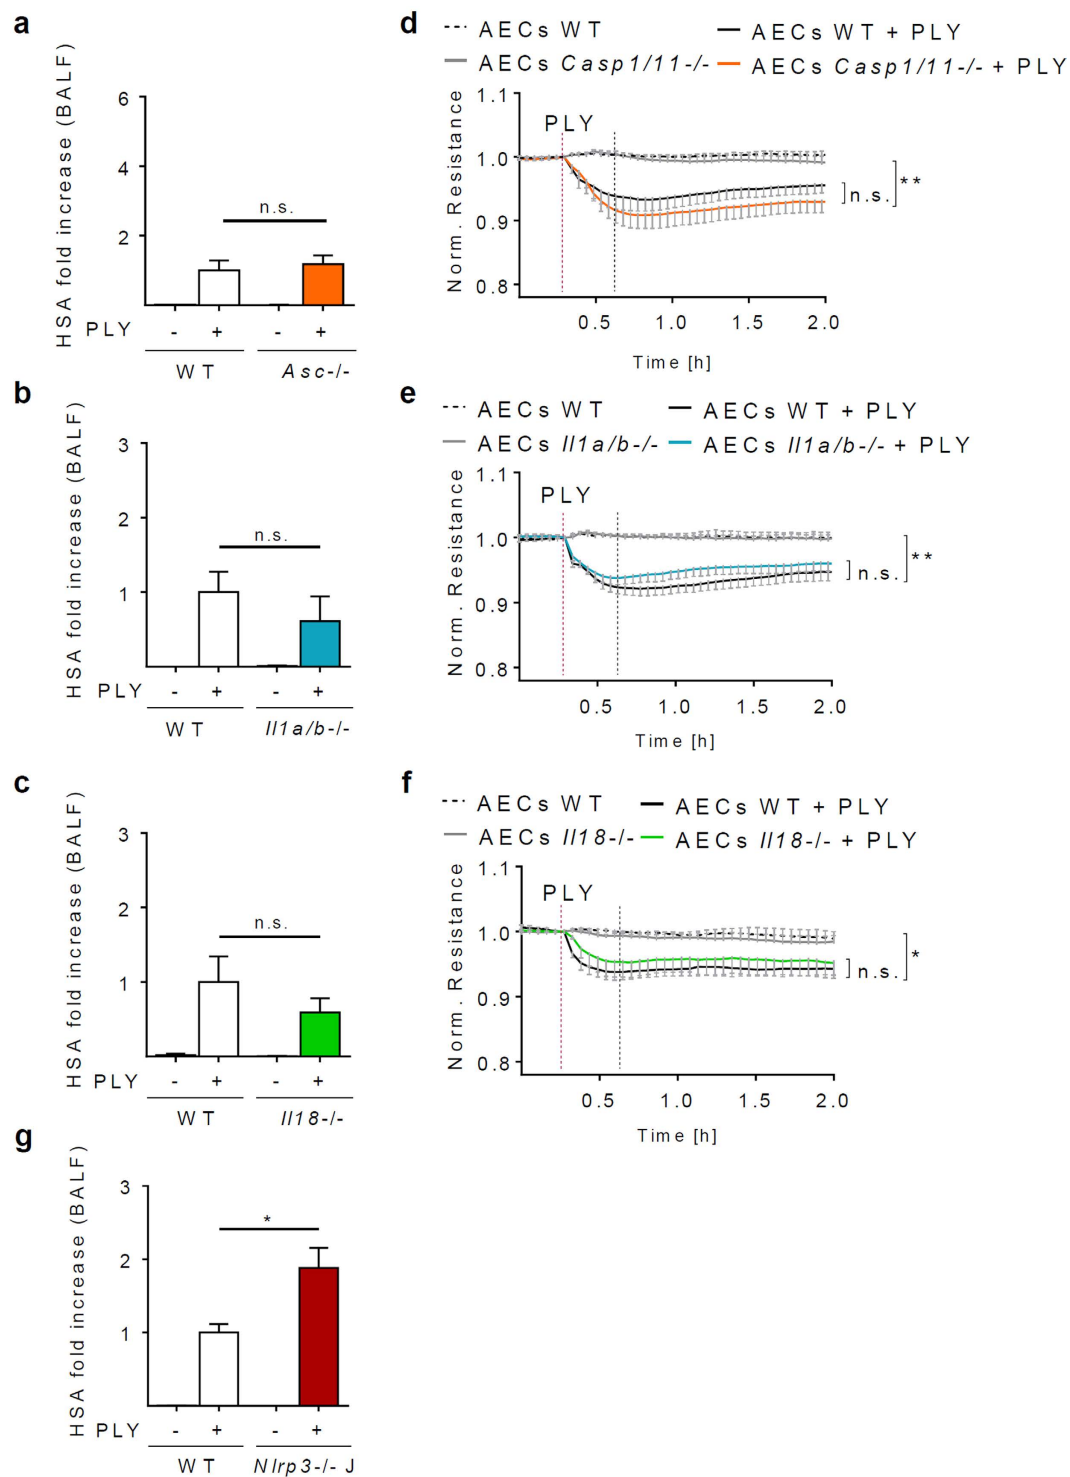 a
HSA fold increase (BALF)
6
4
2
n.s.
PLY - + - +
WT Asc-/-
b
HSA fold increase (BALF)
3
2
1
n.s.
PLY - + - +
WT Il1a/b-/-
c
HSA fold increase (BALF)
3
2
1
n.s.
PLY - + - +
WT Il18-/-
g
HSA fold increase (BALF)
3
2
1
*
PLY - + - +
WT Nlrp3-/- J
d
AECs WT AECs WT + PLY
AECs Casp1/11-/- AECs Casp1/11-/- + PLY
Norm. Resistance
1.1
1.0
0.9
0.8
PLY
n.s. **
0.5 1.0 1.5 2.0
Time [h]
e
AECs WT AECs WT + PLY
AECs Il1a/b-/- AECs Il1a/b-/- + PLY
Norm. Resistance
1.1
1.0
0.9
0.8
PLY
n.s. **
0.5 1.0 1.5 2.0
Time [h]
f
AECs WT AECs WT + PLY
AECs Il18-/- AECs Il18-/- + PLY
Norm. Resistance
1.1
1.0
0.9
0.8
PLY
n.s. *
0.5 1.0 1.5 2.0
Time [h]